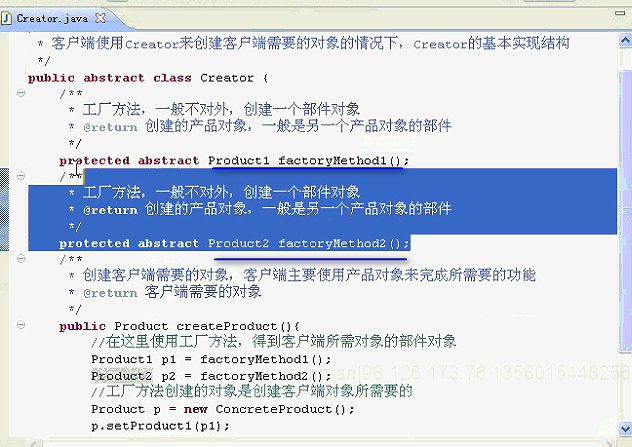 Creator.java
* 客户端使用Creator来创建客户端需要的对象的情况下，Creator的基本实现结构
*/
public abstract class Creator {
/**
* 工厂方法，一般不对外，创建一个部件对象
* @return 创建的产品对象，一般是另一个产品对象的部件
*/
protected abstract Product1 factoryMethod1();
/**
* 工厂方法，一般不对外，创建一个部件对象
* @return 创建的产品对象，一般是另一个产品对象的部件
*/
protected abstract Product2 factoryMethod2();
/**
* 创建客户端需要的对象，客户端主要使用产品对象来完成所需要的功能
* @return 客户端需要的对象
*/
public Product createProduct(){
//在这里使用工厂方法，得到客户端所需对象的部件对象
Product1 p1 = factoryMethod1();
Product2 p2 = factoryMethod2();
//工厂方法创建的对象是创建客户端对象所需要的
Product p = new ConcreteProduct();
p.setProduct1(p1);